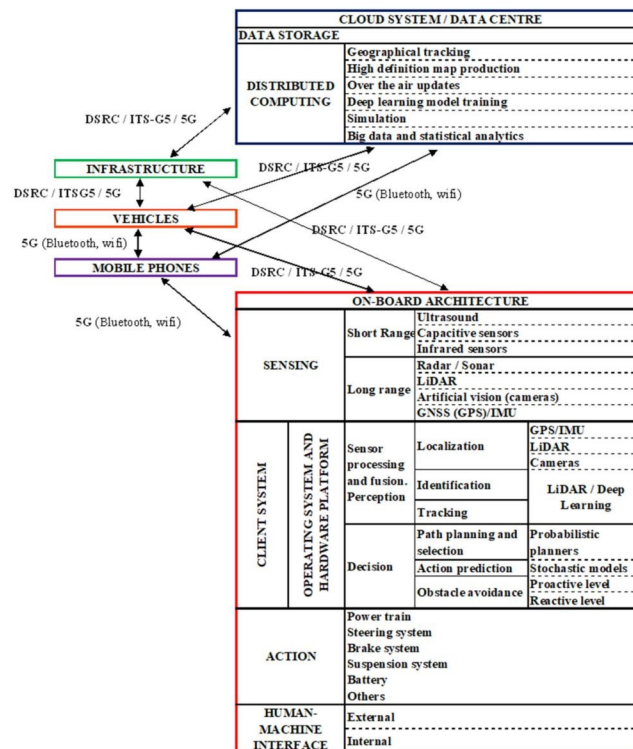 CLOUD SYSTEM / DATA CENTRE
DATA STORAGE
DISTRIBUTED
COMPUTING
Geographical tracking
High definition map production
Over the air updates
Deep learning model training
Simulation
Big data and statistical analytics
DSRC / ITS-G5 / 5G
INFRASTRUCTURE
DSRC / ITS-G5 / 5G
DSRC / ITSG5 / 5G
5G (Bluetooth, wifi)
VEHICLES
DSRC / ITS-G5 / 5G
5G (Bluetooth, wifi)
MOBILE PHONES
DSRC / ITS-G5 / 5G
5G (Bluetooth, wifi)
ON-BOARD ARCHITECTURE
SENSING
Short Range
Ultrasound
Capacitive sensors
Infrared sensors
Long range
Radar / Sonar
LiDAR
Artificial vision (cameras)
GNSS (GPS)/IMU
CLIENT SYSTEM
OPERATING SYSTEM AND
HARDWARE PLATFORM
Sensor
processing
and fusion.
Perception
Localization
GPS/IMU
LiDAR
Cameras
Identification
Tracking
LiDAR / Deep
Learning
Decision
Path planning and
selection
Probabilistic
planners
Action prediction
Stochastic models
Obstacle avoidance
Proactive level
Reactive level
ACTION
Power train
Steering system
Brake system
Suspension system
Battery
Others
HUMAN-
MACHINE
INTERFACE
External
Internal